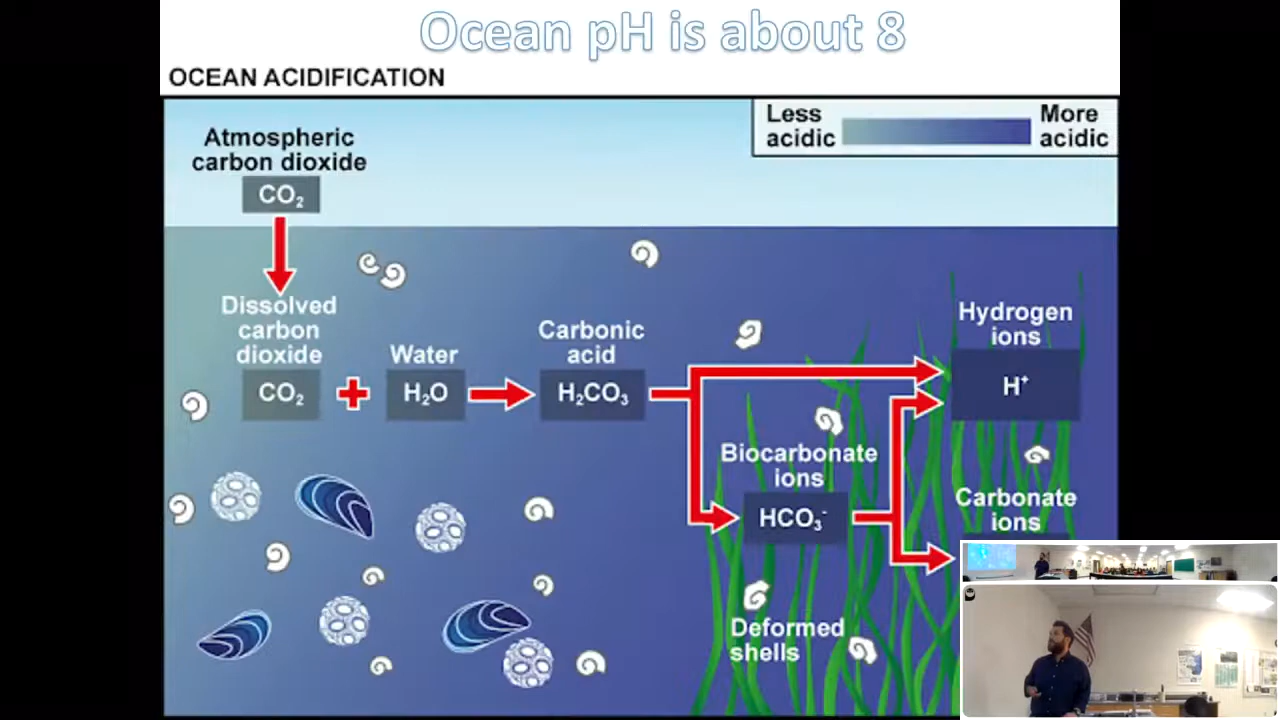 Ocean pH is about 8
OCEAN ACIDIFICATION
Less
acidic
More
acidic
Atmospheric
carbon dioxide
CO₂
Dissolved
carbon
dioxide
CO₂
Water
H₂O
Carbonic
acid
H₂CO₃
Hydrogen
ions
H⁺
Biocarbonate
ions
HCO₃⁻
Carbonate
ions
Deformed
shells